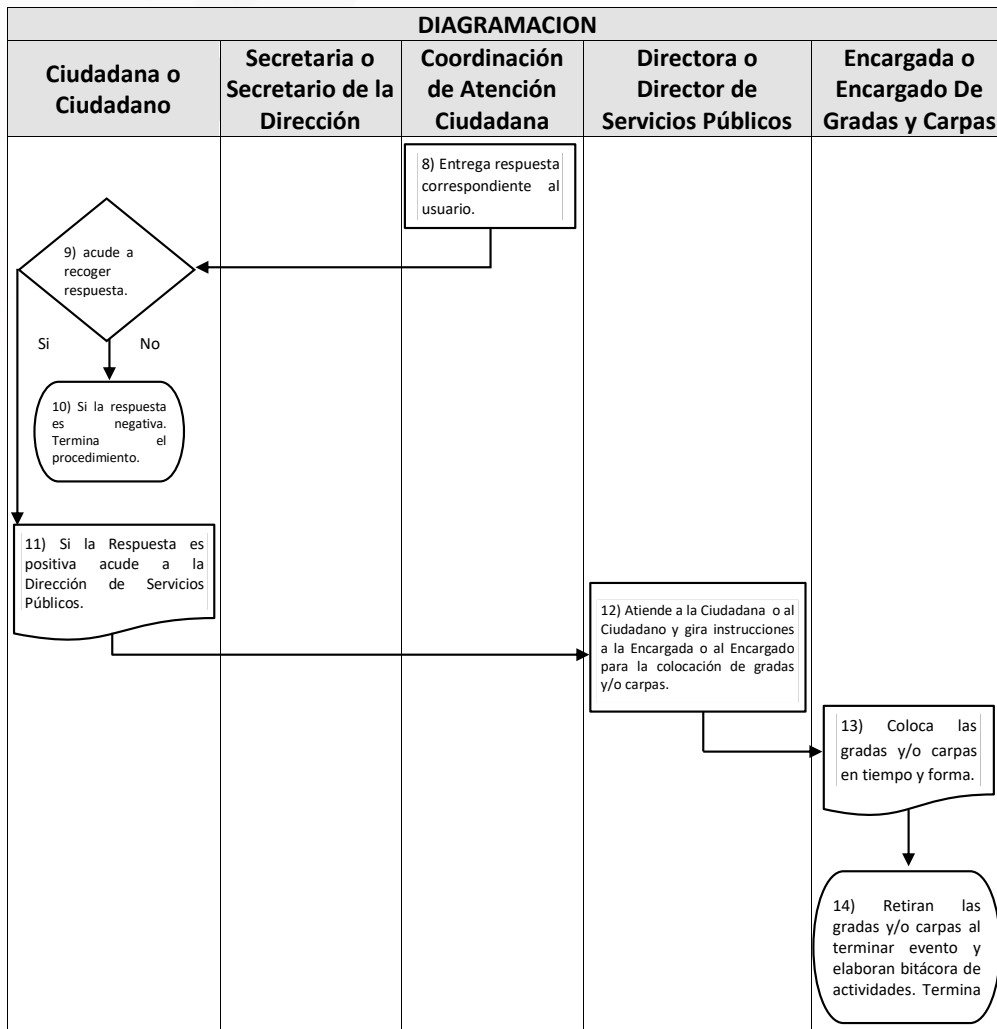 DIAGRAMACION
Ciudadana o
Ciudadano
Secretaria o
Secretario de la
Dirección
Coordinación
de Atención
Ciudadana
Directora o
Director de
Servicios Públicos
Encargada o
Encargado De
Gradas y Carpas
8) Entrega respuesta
correspondiente al
usuario.
9) acude a
recoger
respuesta.
Si
No
10) Si la respuesta
es negativa.
Termina el
procedimiento.
11) Si la Respuesta es
positiva acude a la
Dirección de Servicios
Públicos.
12) Atiende a la Ciudadana o al
Ciudadano y gira instrucciones
a la Encargada o al Encargado
para la colocación de gradas
y/o carpas.
13) Coloca las
gradas y/o carpas
en tiempo y forma.
14) Retiran las
gradas y/o carpas al
terminar evento y
elaboran bitácora de
actividades. Termina